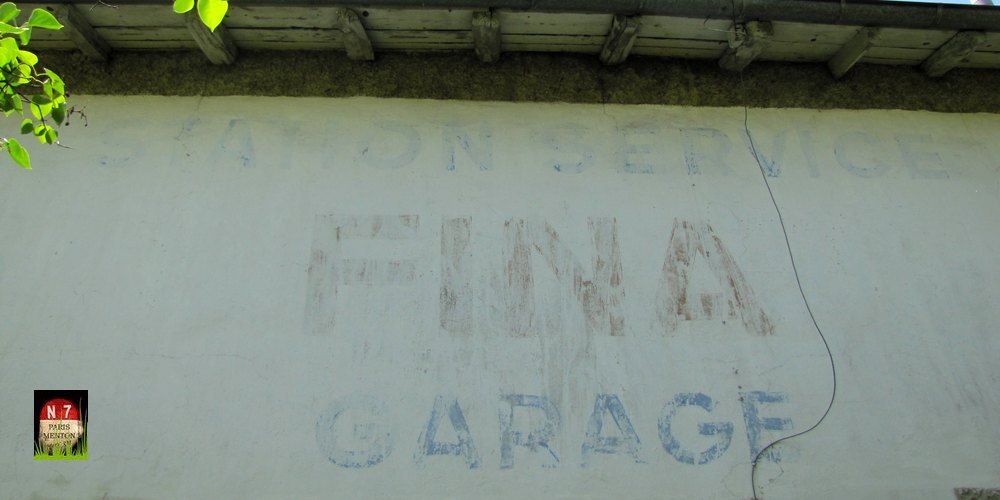 STATION SERVICE
FINA
GARAGE
N 7
PARIS
MENTON